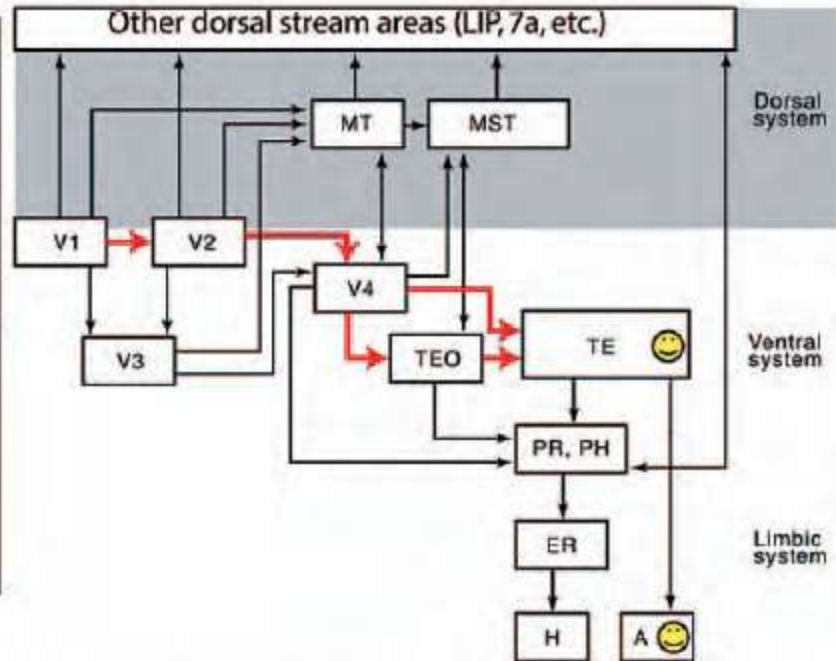 Other dorsal stream areas (LIP, 7a, etc.)
Dorsal
system
MT
MST
V1
V2
V4
V3
TEO
TE
Ventral
system
PR, PH
ER
Limbic
system
H
A